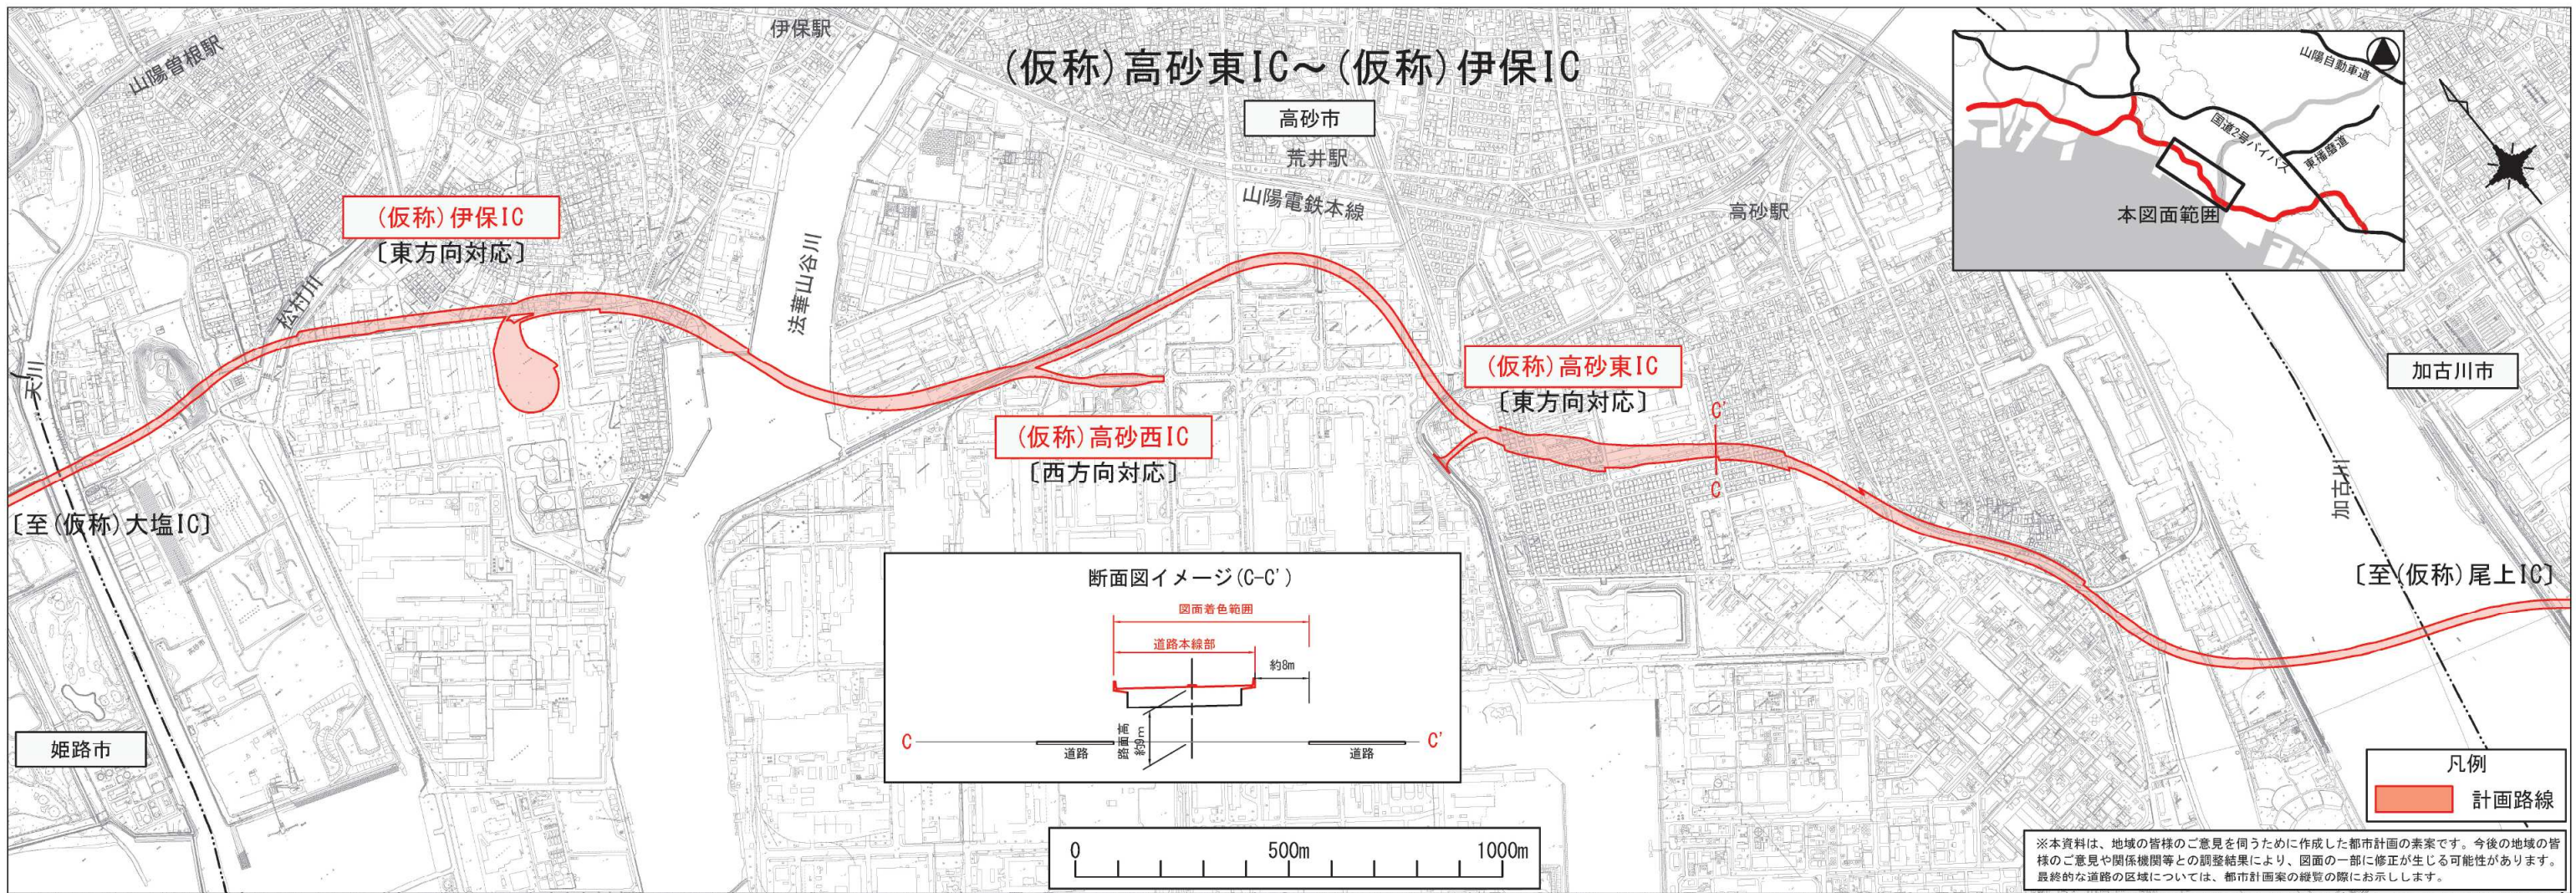 (仮称)高砂東IC～(仮称)伊保IC
伊保駅
山陽曽根駅
高砂市
荒井駅
山陽電鉄本線
高砂駅
山陽自動車道
国道2号バイパス
東播磨道
本図面範囲
(仮称)伊保IC
〔東方向対応〕
松村川
法華山谷川
天川
(仮称)高砂西IC
〔西方向対応〕
(仮称)高砂東IC
〔東方向対応〕
C'
C
加古川市
加古川
〔至(仮称)大塩IC〕
〔至(仮称)尾上IC〕
姫路市
断面図イメージ(C-C')
図面着色範囲
道路本線部
約8m
路面高
約9m
C
道路
道路
C'
0
500m
1000m
凡例
計画路線
※本資料は、地域の皆様のご意見を伺うために作成した都市計画の素案です。今後の地域の皆
様のご意見や関係機関等との調整結果により、図面の一部に修正が生じる可能性があります。
最終的な道路の区域については、都市計画案の縦覧の際にお示しします。